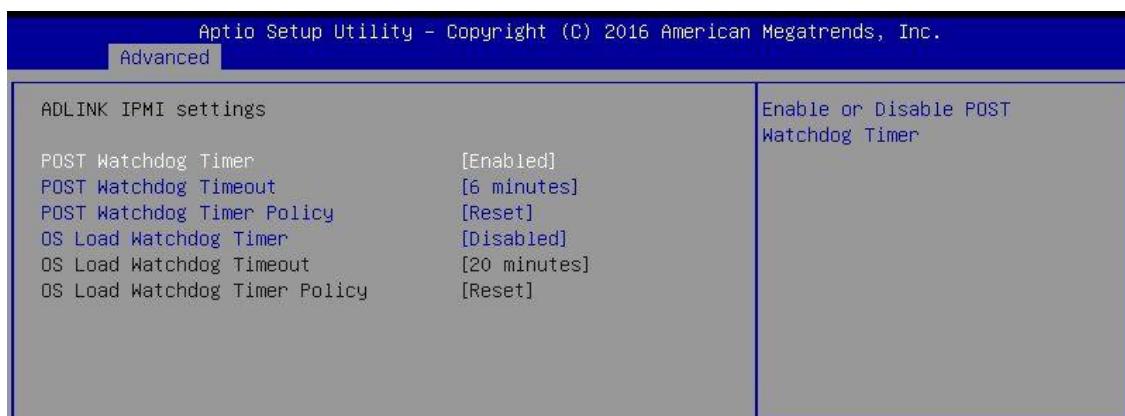 Aptio Setup Utility – Copyright (C) 2016 American Megatrends, Inc.
Advanced
ADLINK IPMI settings
POST Watchdog Timer [Enabled]
POST Watchdog Timeout [6 minutes]
POST Watchdog Timer Policy [Reset]
OS Load Watchdog Timer [Disabled]
OS Load Watchdog Timeout [20 minutes]
OS Load Watchdog Timer Policy [Reset]
Enable or Disable POST
Watchdog Timer